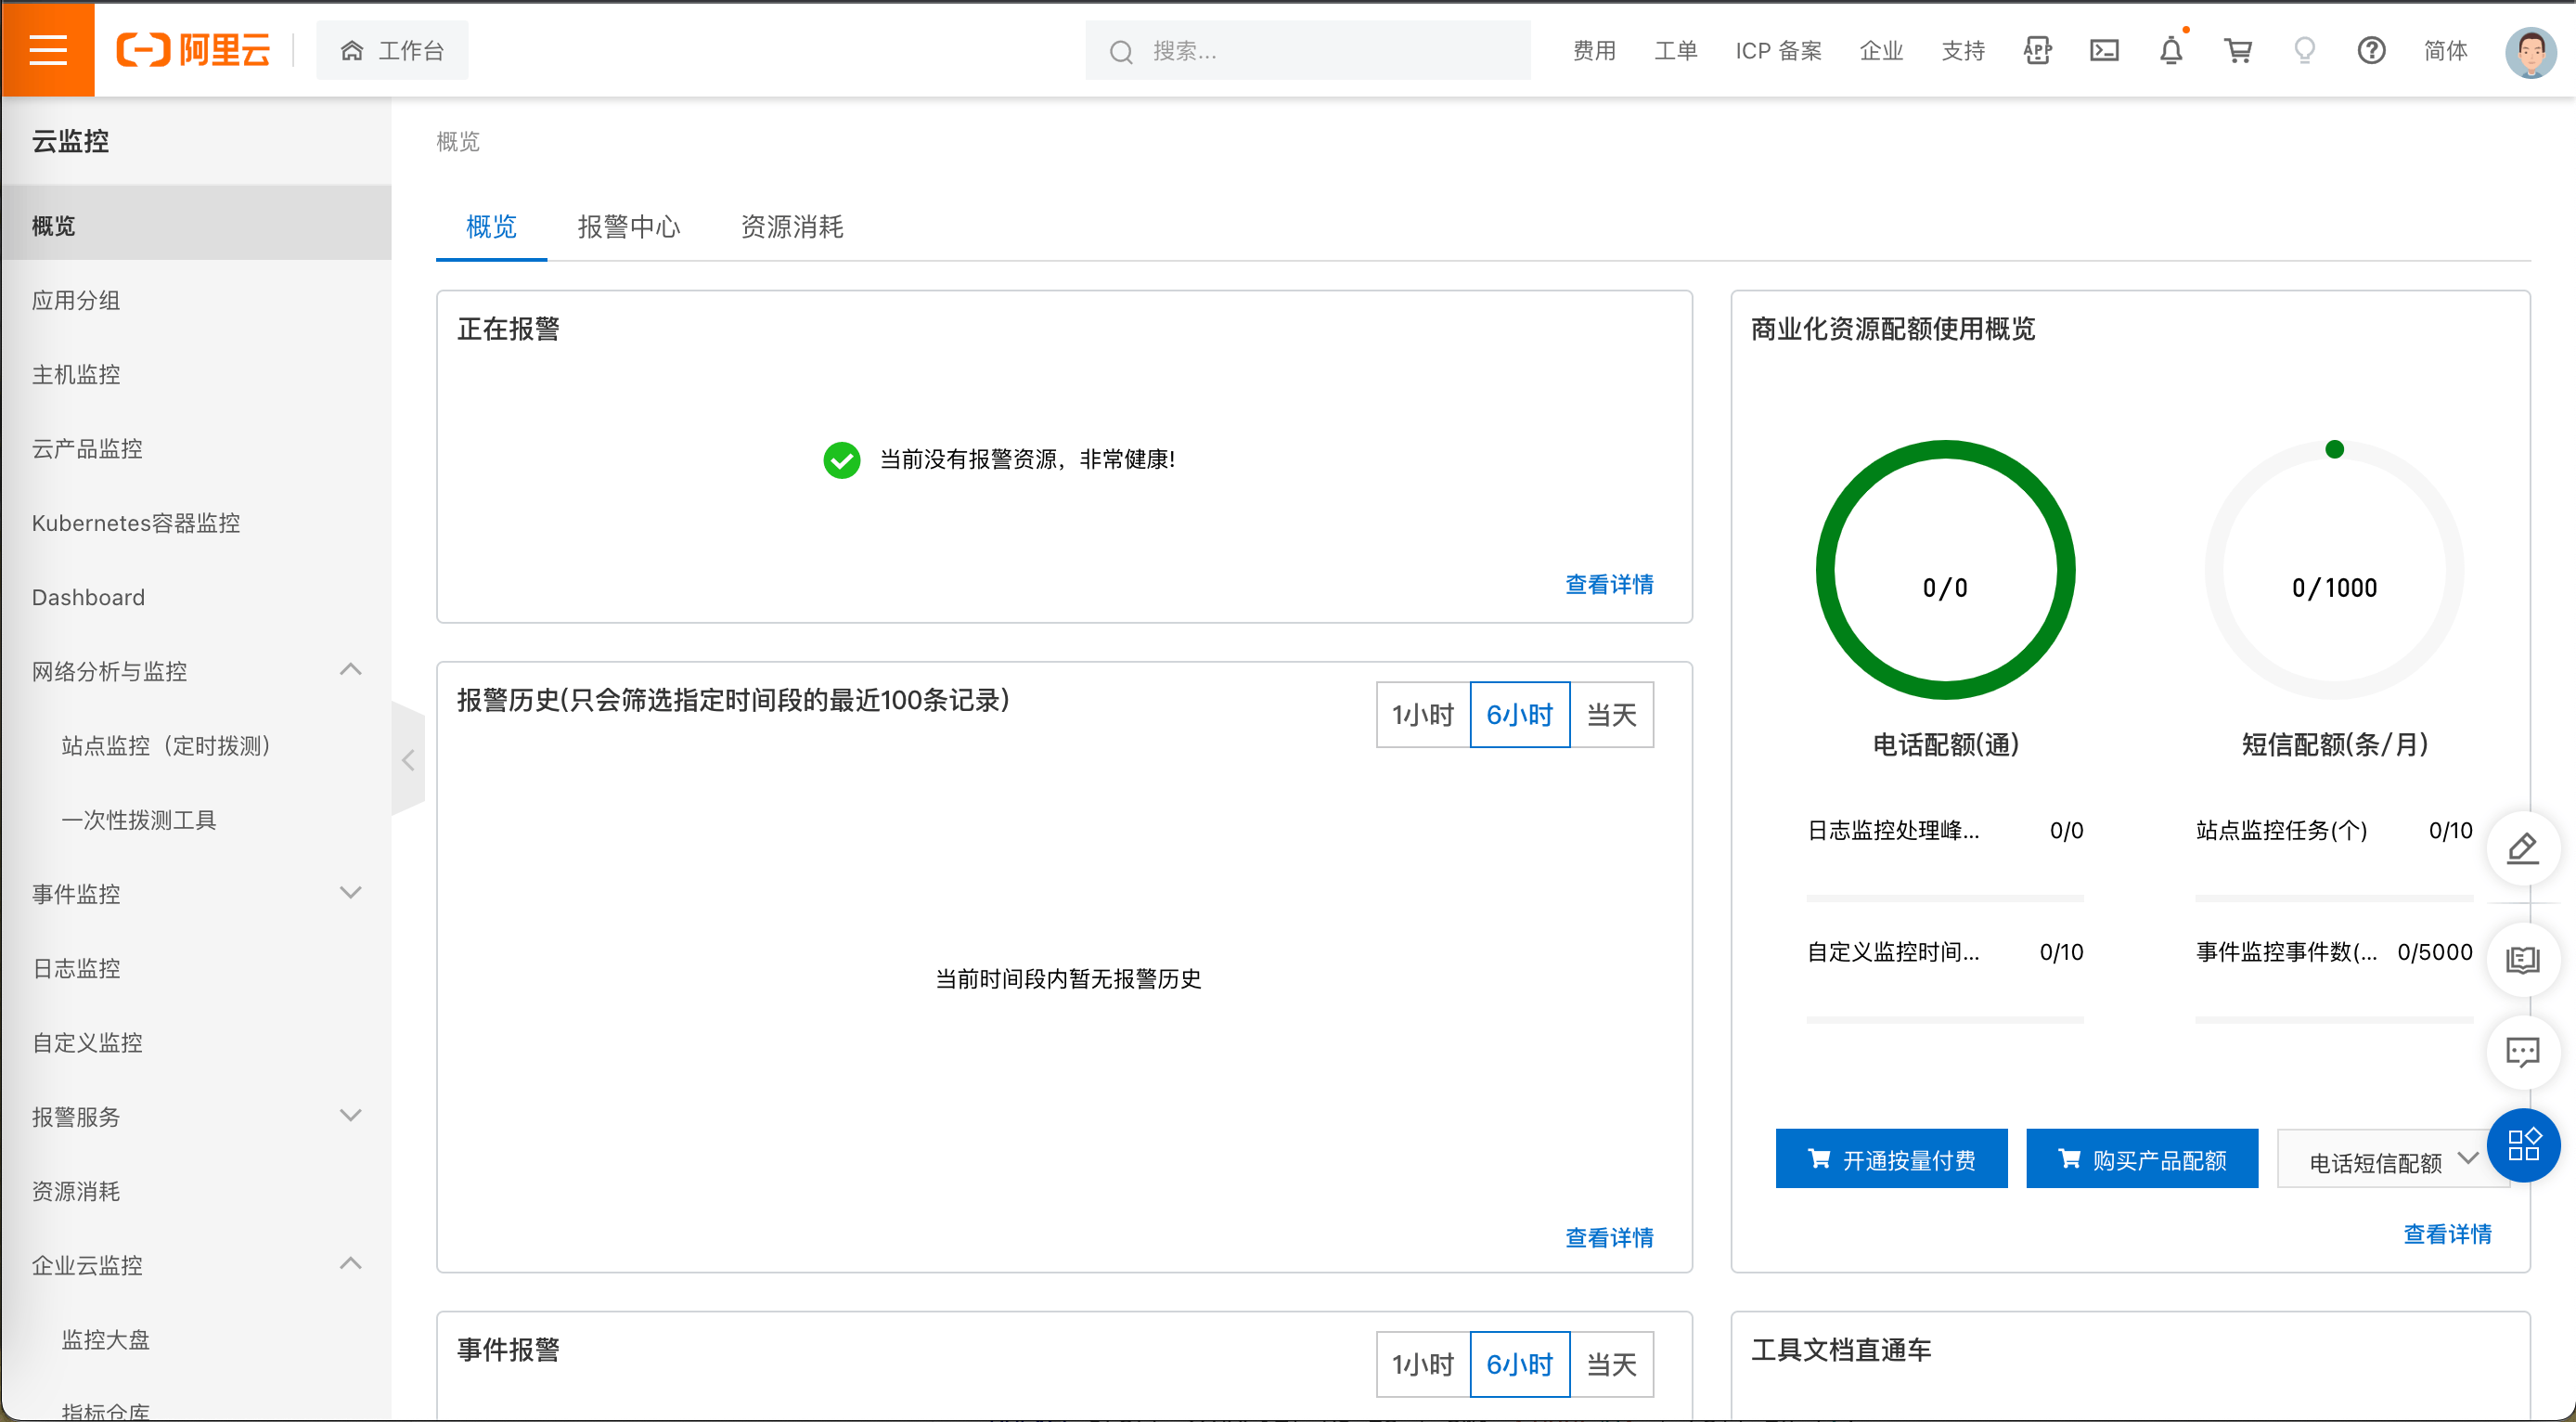 阿里云
工作台
搜索...
费用
工单
ICP 备案
企业
支持
APP
简体
云监控
概览
应用分组
主机监控
云产品监控
Kubernetes容器监控
Dashboard
网络分析与监控
站点监控（定时拨测）
一次性拨测工具
事件监控
日志监控
自定义监控
报警服务
资源消耗
企业云监控
监控大盘
指标仓库
概览
概览
报警中心
资源消耗
正在报警
当前没有报警资源，非常健康!
查看详情
报警历史(只会筛选指定时间段的最近100条记录)
1小时
6小时
当天
当前时间段内暂无报警历史
查看详情
事件报警
1小时
6小时
当天
商业化资源配额使用概览
0/0
电话配额(通)
0/1000
短信配额(条/月)
日志监控处理峰... 0/0
站点监控任务(个) 0/10
自定义监控时间... 0/10
事件监控事件数(... 0/5000
开通按量付费
购买产品配额
电话短信配额
查看详情
工具文档直通车